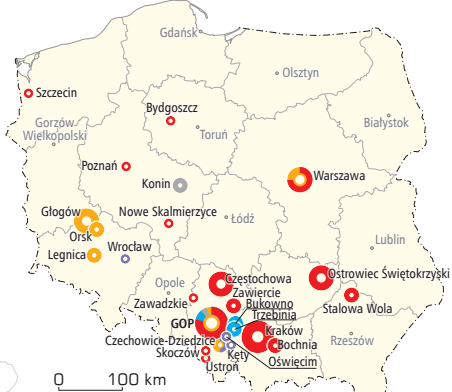 Gdańsk
Olsztyn
Szczecin
Bydgoszcz
Gorzów
Wielkopolski
Toruń
Białystok
Poznań
Konin
Warszawa
Głogów
Nowe Skalmierzyce
Łódź
Orsk
Wrocław
Legnica
Lublin
Częstochowa
Ostrowiec Świętokrzyski
Opole
Zawiercie
Zawadzkie
Bukowno
Stalowa Wola
Trzebinia
GOP
Kraków
Rzeszów
Czechowice-Dziedzice
Bochnia
Skoczów
Kęty
Oświęcim
Ustroń
0 100 km